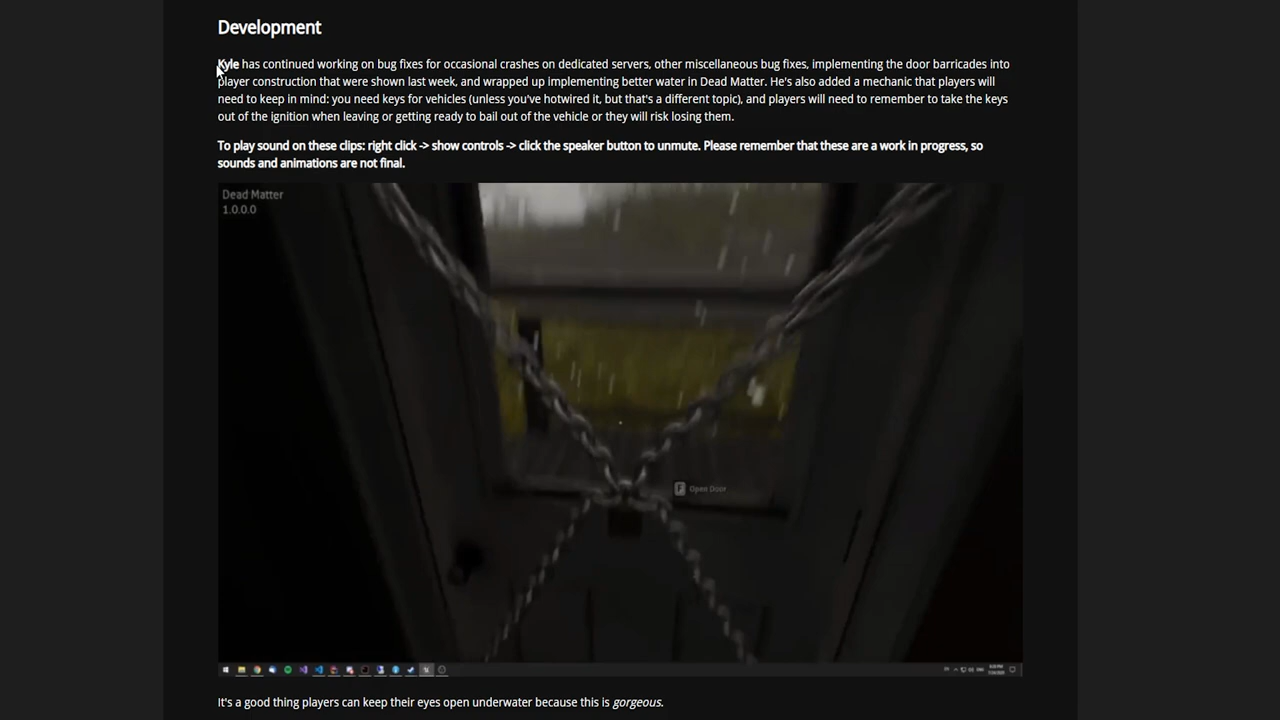 Development
Kyle has continued working on bug fixes for occasional crashes on dedicated servers, other miscellaneous bug fixes, implementing the door barricades into
player construction that were shown last week, and wrapped up implementing better water in Dead Matter. He's also added a mechanic that players will
need to keep in mind: you need keys for vehicles (unless you've hotwired it, but that's a different topic), and players will need to remember to take the keys
out of the ignition when leaving or getting ready to bail out of the vehicle or they will risk losing them.
To play sound on these clips: right click -> show controls -> click the speaker button to unmute. Please remember that these are a work in progress, so
sounds and animations are not final.
Dead Matter
1.0.0.0
F Open Door
It's a good thing players can keep their eyes open underwater because this is gorgeous.